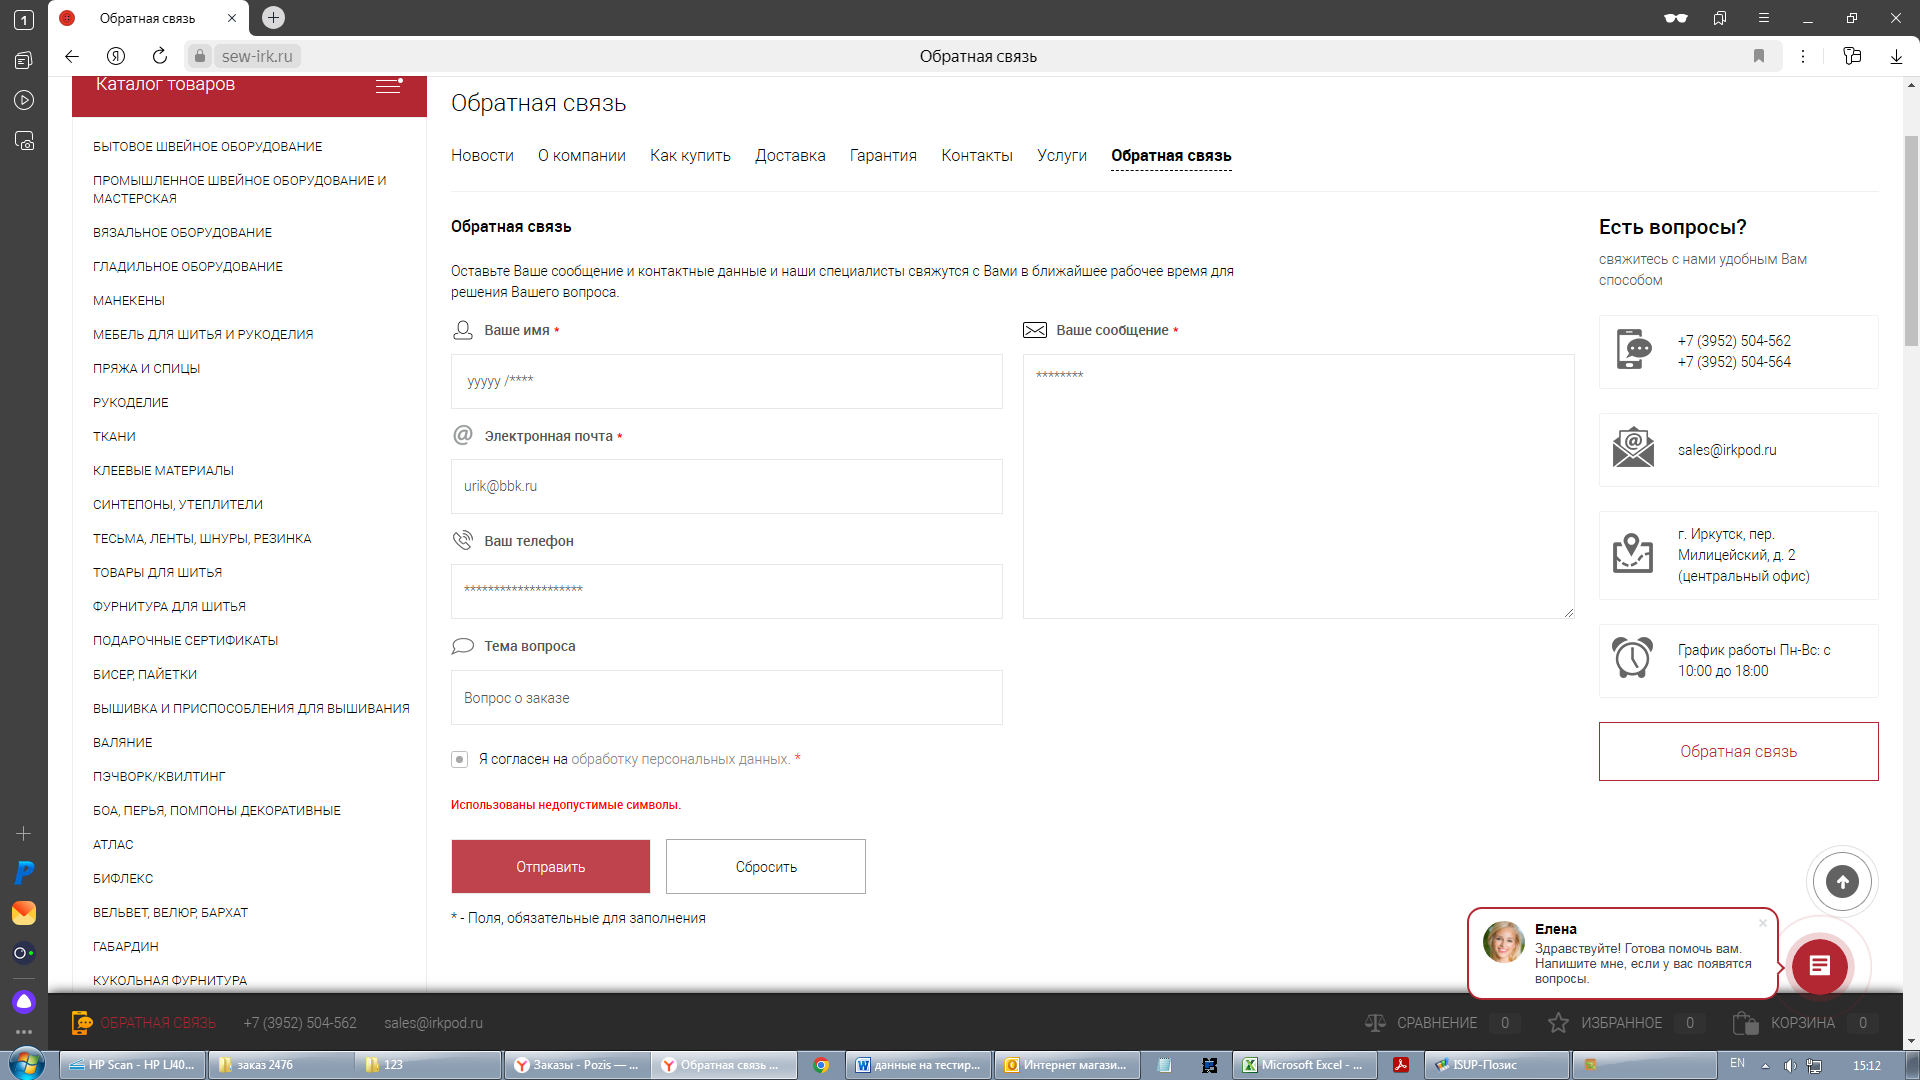 1
Обратная связь
sew-irk.ru
Обратная связь
Каталог товаров
БЫТОВОЕ ШВЕЙНОЕ ОБОРУДОВАНИЕ
ПРОМЫШЛЕННОЕ ШВЕЙНОЕ ОБОРУДОВАНИЕ И
МАСТЕРСКАЯ
ВЯЗАЛЬНОЕ ОБОРУДОВАНИЕ
ГЛАДИЛЬНОЕ ОБОРУДОВАНИЕ
МАНЕКЕНЫ
МЕБЕЛЬ ДЛЯ ШИТЬЯ И РУКОДЕЛИЯ
ПРЯЖА И СПИЦЫ
РУКОДЕЛИЕ
ТКАНИ
КЛЕЕВЫЕ МАТЕРИАЛЫ
СИНТЕПОНЫ, УТЕПЛИТЕЛИ
ТЕСЬМА, ЛЕНТЫ, ШНУРЫ, РЕЗИНКА
ТОВАРЫ ДЛЯ ШИТЬЯ
ФУРНИТУРА ДЛЯ ШИТЬЯ
ПОДАРОЧНЫЕ СЕРТИФИКАТЫ
БИСЕР, ПАЙЕТКИ
ВЫШИВКА И ПРИСПОСОБЛЕНИЯ ДЛЯ ВЫШИВАНИЯ
ВАЛЯНИЕ
ПЭЧВОРК/КВИЛТИНГ
БОА, ПЕРЬЯ, ПОМПОНЫ ДЕКОРАТИВНЫЕ
АТЛАС
БИФЛЕКС
ВЕЛЬВЕТ, ВЕЛЮР, БАРХАТ
ГАБАРДИН
КУКОЛЬНАЯ ФУРНИТУРА
Обратная связь
Новости О компании Как купить Доставка Гарантия Контакты Услуги Обратная связь
Обратная связь
Оставьте Ваше сообщение и контактные данные и наши специалисты свяжутся с Вами в ближайшее рабочее время для
решения Вашего вопроса.
Ваше имя *
yyyyy /****
Электронная почта *
urik@bbk.ru
Ваш телефон
********************
Тема вопроса
Вопрос о заказе
Ваше сообщение *
********
Я согласен на обработку персональных данных. *
Использованы недопустимые символы.
Отправить Сбросить
* - Поля, обязательные для заполнения
Есть вопросы?
свяжитесь с нами удобным Вам
способом
+7 (3952) 504-562
+7 (3952) 504-564
sales@irkpod.ru
г. Иркутск, пер.
Милицейский, д. 2
(центральный офис)
График работы Пн-Вс: с
10:00 до 18:00
Обратная связь
Елена
Здравствуйте! Готова помочь вам.
Напишите мне, если у вас появятся
вопросы.
ОБРАТНАЯ СВЯЗЬ +7 (3952) 504-562 sales@irkpod.ru СРАВНЕНИЕ 0 ИЗБРАННОЕ 0 КОРЗИНА 0
HP Scan - HP LJ40... заказ 2476 123 Заказы - Pozis —... Обратная связь ... данные на тестир... Интернет магази... Microsoft Excel - ... ISUP-Позис EN 15:12